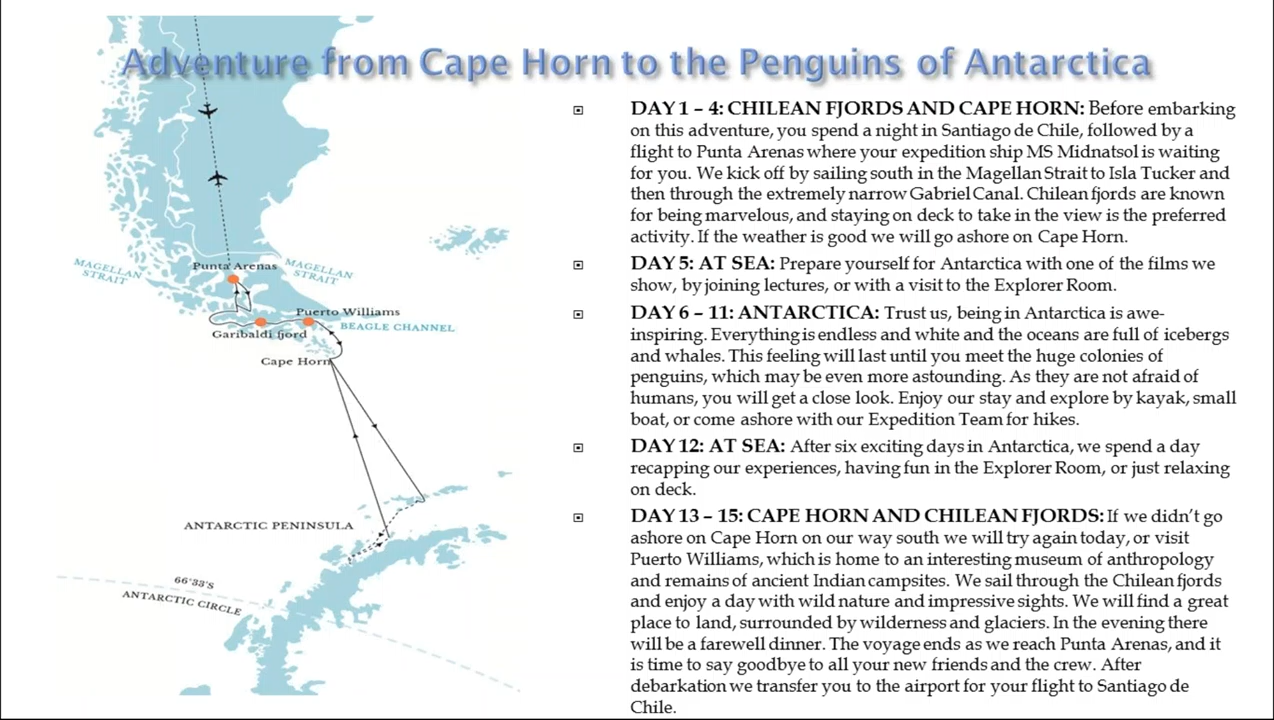 Adventure from Cape Horn to the Penguins of Antarctica
DAY 1 – 4: CHILEAN FJORDS AND CAPE HORN: Before embarking
on this adventure, you spend a night in Santiago de Chile, followed by a
flight to Punta Arenas where your expedition ship MS Midnatsol is waiting
for you. We kick off by sailing south in the Magellan Strait to Isla Tucker and
then through the extremely narrow Gabriel Canal. Chilean fjords are known
for being marvelous, and staying on deck to take in the view is the preferred
activity. If the weather is good we will go ashore on Cape Horn.
DAY 5: AT SEA: Prepare yourself for Antarctica with one of the films we
show, by joining lectures, or with a visit to the Explorer Room.
DAY 6 – 11: ANTARCTICA: Trust us, being in Antarctica is awe-
inspiring. Everything is endless and white and the oceans are full of icebergs
and whales. This feeling will last until you meet the huge colonies of
penguins, which may be even more astounding. As they are not afraid of
humans, you will get a close look. Enjoy our stay and explore by kayak, small
boat, or come ashore with our Expedition Team for hikes.
DAY 12: AT SEA: After six exciting days in Antarctica, we spend a day
recapping our experiences, having fun in the Explorer Room, or just relaxing
on deck.
DAY 13 – 15: CAPE HORN AND CHILEAN FJORDS: If we didn't go
ashore on Cape Horn on our way south we will try again today, or visit
Puerto Williams, which is home to an interesting museum of anthropology
and remains of ancient Indian campsites. We sail through the Chilean fjords
and enjoy a day with wild nature and impressive sights. We will find a great
place to land, surrounded by wilderness and glaciers. In the evening there
will be a farewell dinner. The voyage ends as we reach Punta Arenas, and it
is time to say goodbye to all your new friends and the crew. After
debarkation we transfer you to the airport for your flight to Santiago de
Chile.
MAGELLAN
STRAIT
Punta Arenas
MAGELLAN
STRAIT
Puerto Williams
BEAGLE CHANNEL
Garibaldi fjord
Cape Horn
ANTARCTIC PENINSULA
66°33'S
ANTARCTIC CIRCLE